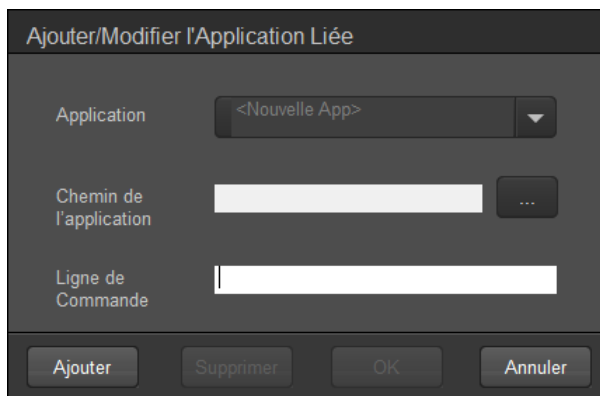 Ajouter/Modifier l'Application Liée
Application
<Nouvelle App>
Chemin de
l'application
...
Ligne de
Commande
Ajouter
Supprimer
OK
Annuler